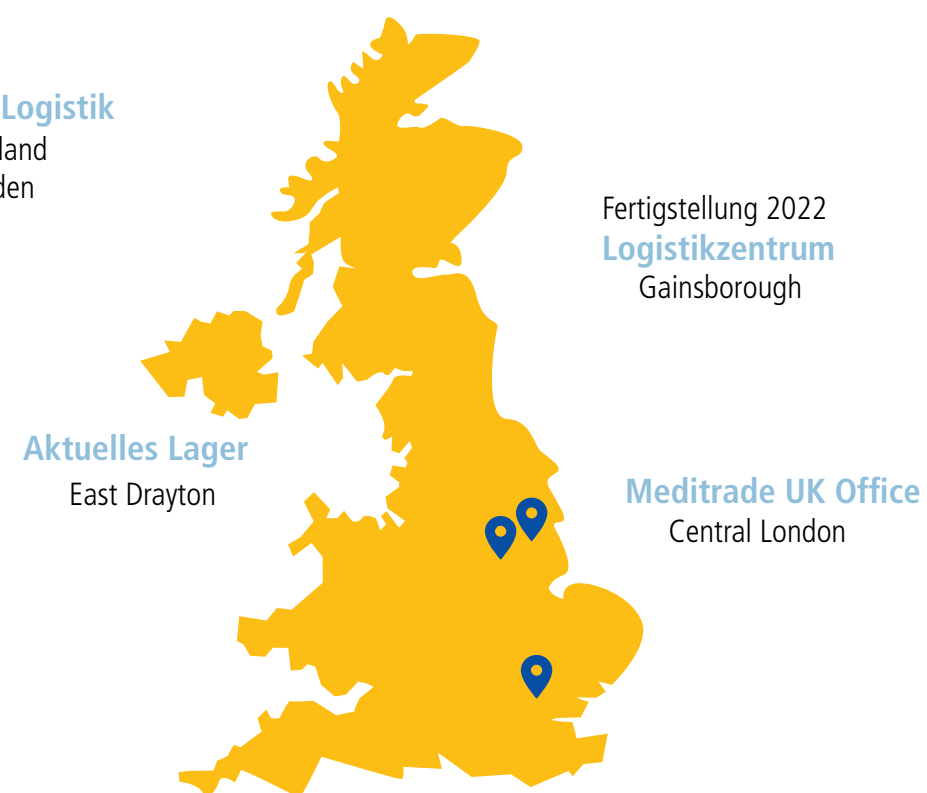 Logistik
land
den
Fertigstellung 2022
Logistikzentrum
Gainsborough
Aktuelles Lager
East Drayton
Meditrade UK Office
Central London